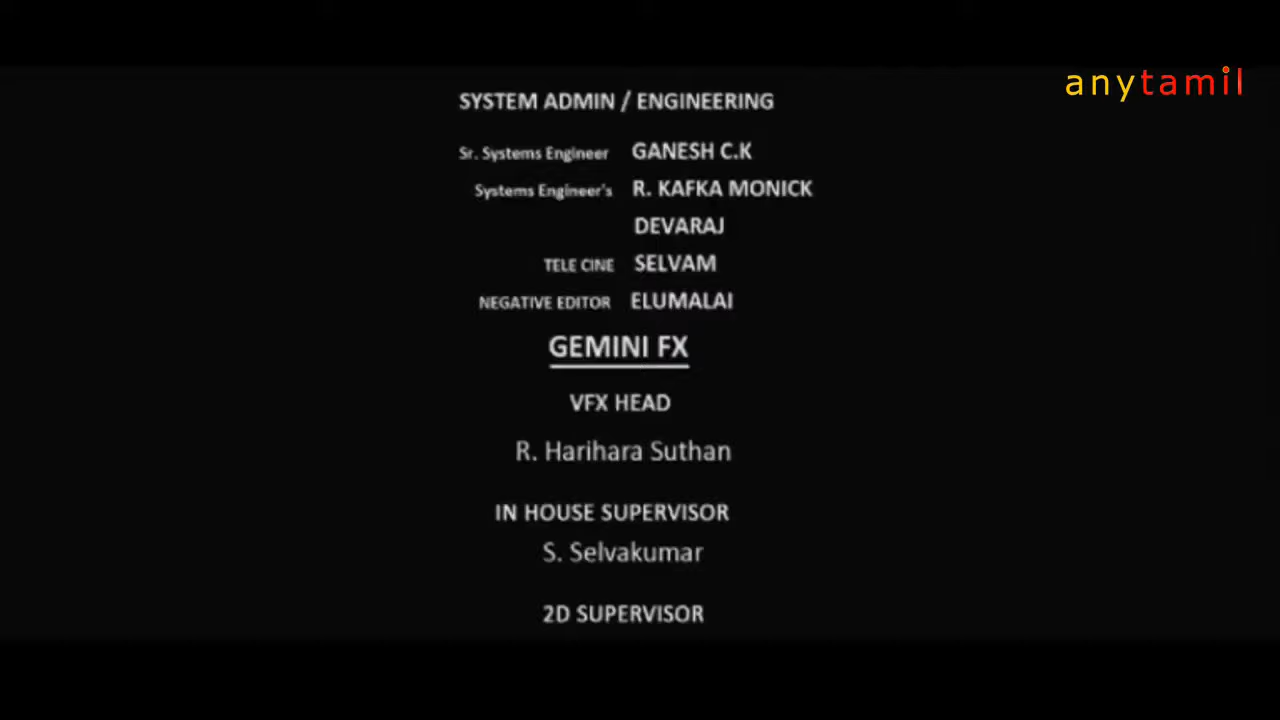 anytamil
SYSTEM ADMIN / ENGINEERING
Sr. Systems Engineer GANESH C.K
Systems Engineer's R. KAFKA MONICK
DEVARAJ
TELE CINE SELVAM
NEGATIVE EDITOR ELUMALAI
GEMINI FX
VFX HEAD
R. Harihara Suthan
IN HOUSE SUPERVISOR
S. Selvakumar
2D SUPERVISOR